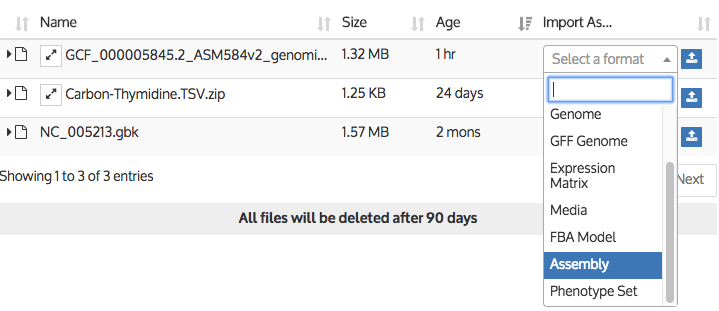 Name Size Age Import As...
GCF_000005845.2_ASM584v2_genomi... 1.32 MB 1 hr Select a format
Carbon-Thymidine.TSV.zip 1.25 KB 24 days
NC_005213.gbk 1.57 MB 2 mons
Genome
GFF Genome
Expression
Matrix
Media
FBA Model
Assembly
Phenotype Set
Showing 1 to 3 of 3 entries Next
All files will be deleted after 90 days